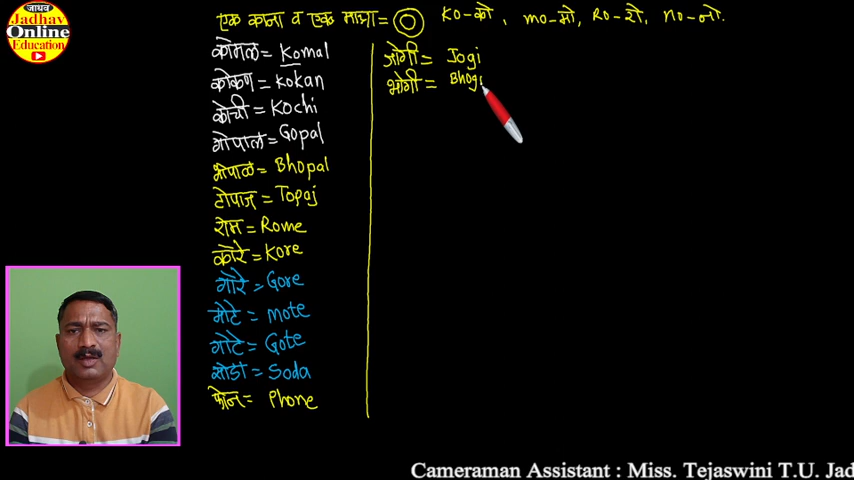 जाधव
Jadhav
Online
Education
एक काना व एक मात्रा = O Ko-को, mo-मो, Ro-रो, no-नो.
कोमल = Komal
कोकण = Kokan
कोची = Kochi
गोपाल = Gopal
भोपाळ = Bhopal
टोपाज = Topaj
रोम = Rome
कोरे = Kore
गोरे = Gore
मोटे = mote
गोटे = Gote
सोडा = Soda
फोन = Phone
जोगी = Jogi
भोगी = Bhogi
Cameraman Assistant : Miss. Tejaswini T.U. Jad